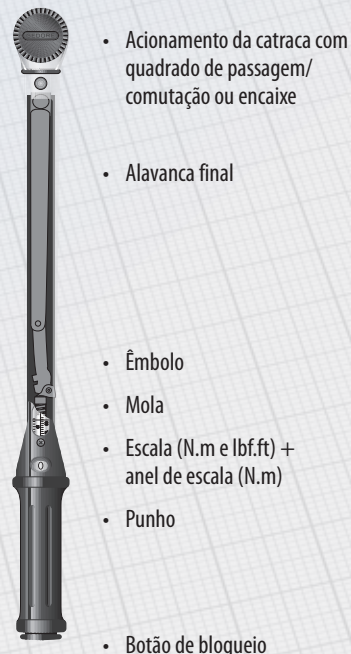 • Acionamento da catraca com
quadrado de passagem/
comutação ou encaixe
• Alavanca final
• Êmbolo
• Mola
• Escala (N.m e lbf.ft) +
anel de escala (N.m)
• Punho
• Botão de bloqueio